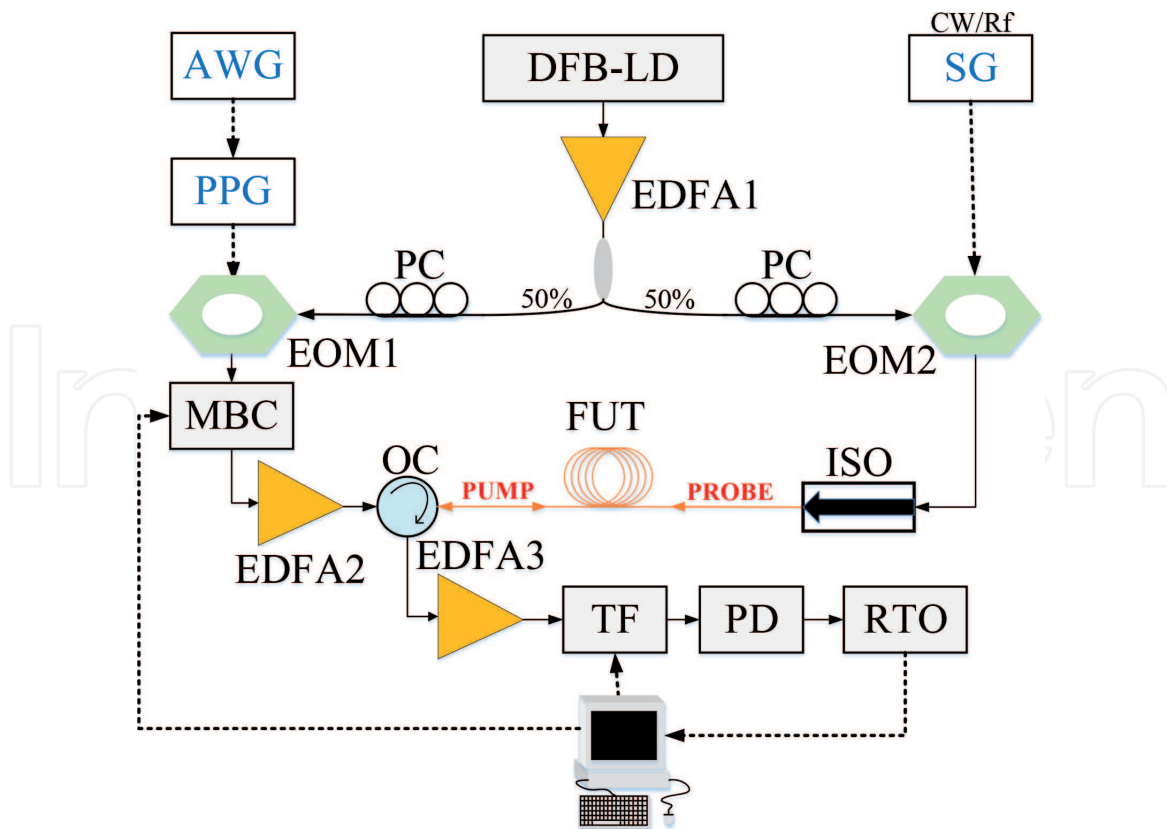 CW/Rf
AWG
DFB-LD
SG
PPG
EDFA1
PC
PC
50%
50%
EOM1
EOM2
MBC
FUT
OC
ISO
PUMP
PROBE
EDFA2
EDFA3
TF
PD
RTO